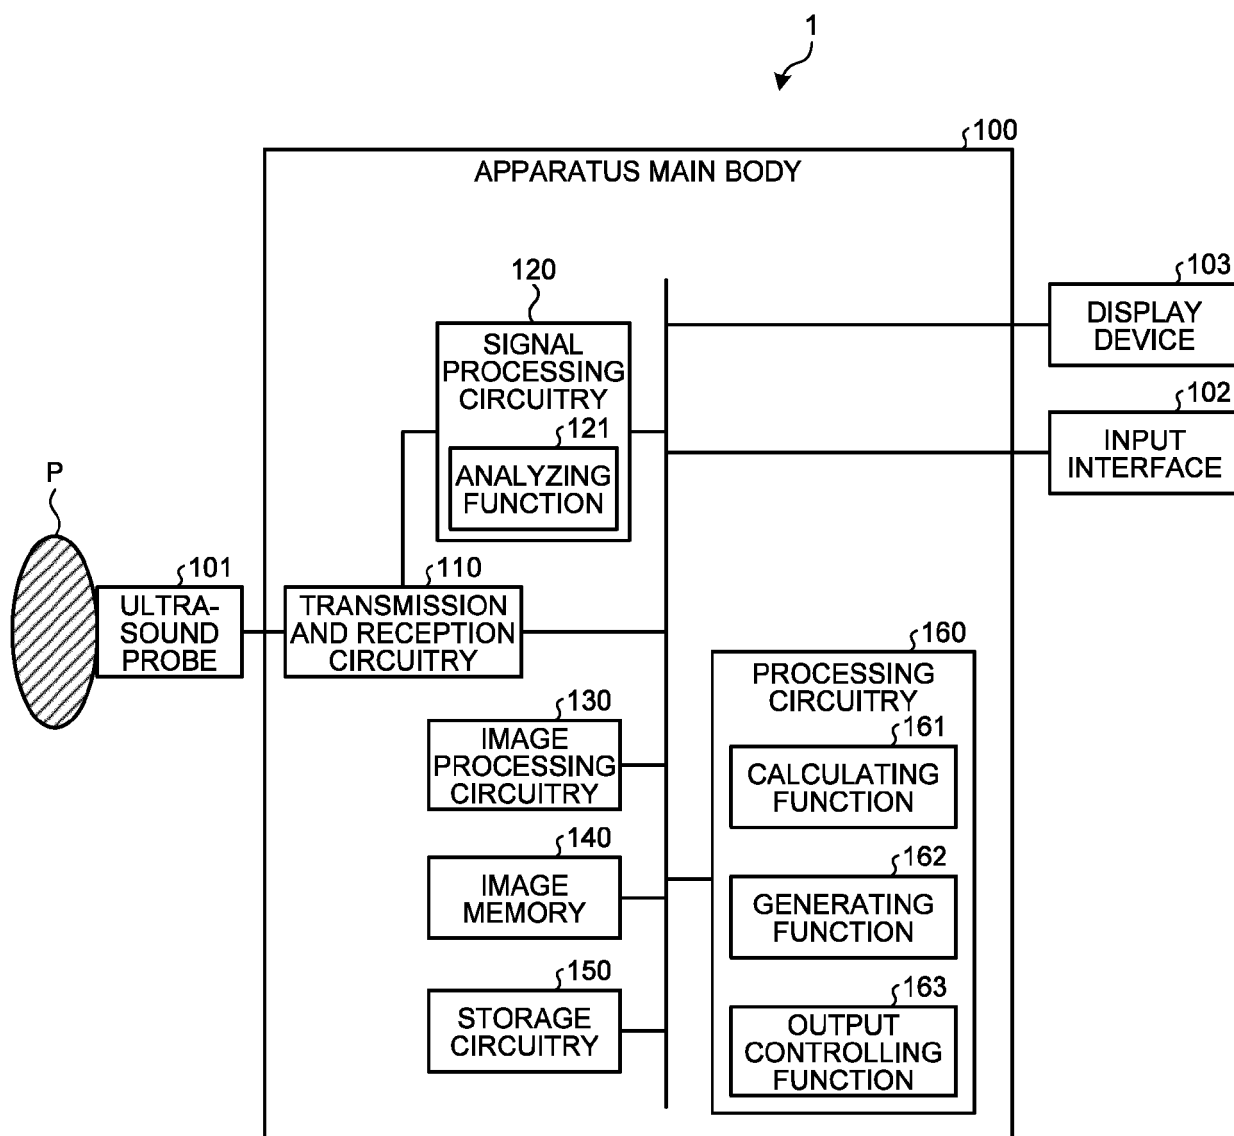 1
100
APPARATUS MAIN BODY
120
SIGNAL
PROCESSING
CIRCUITRY
121
ANALYZING
FUNCTION
103
DISPLAY
DEVICE
102
INPUT
INTERFACE
P
101
ULTRA-
SOUND
PROBE
110
TRANSMISSION
AND RECEPTION
CIRCUITRY
130
IMAGE
PROCESSING
CIRCUITRY
140
IMAGE
MEMORY
150
STORAGE
CIRCUITRY
160
PROCESSING
CIRCUITRY
161
CALCULATING
FUNCTION
162
GENERATING
FUNCTION
163
OUTPUT
CONTROLLING
FUNCTION